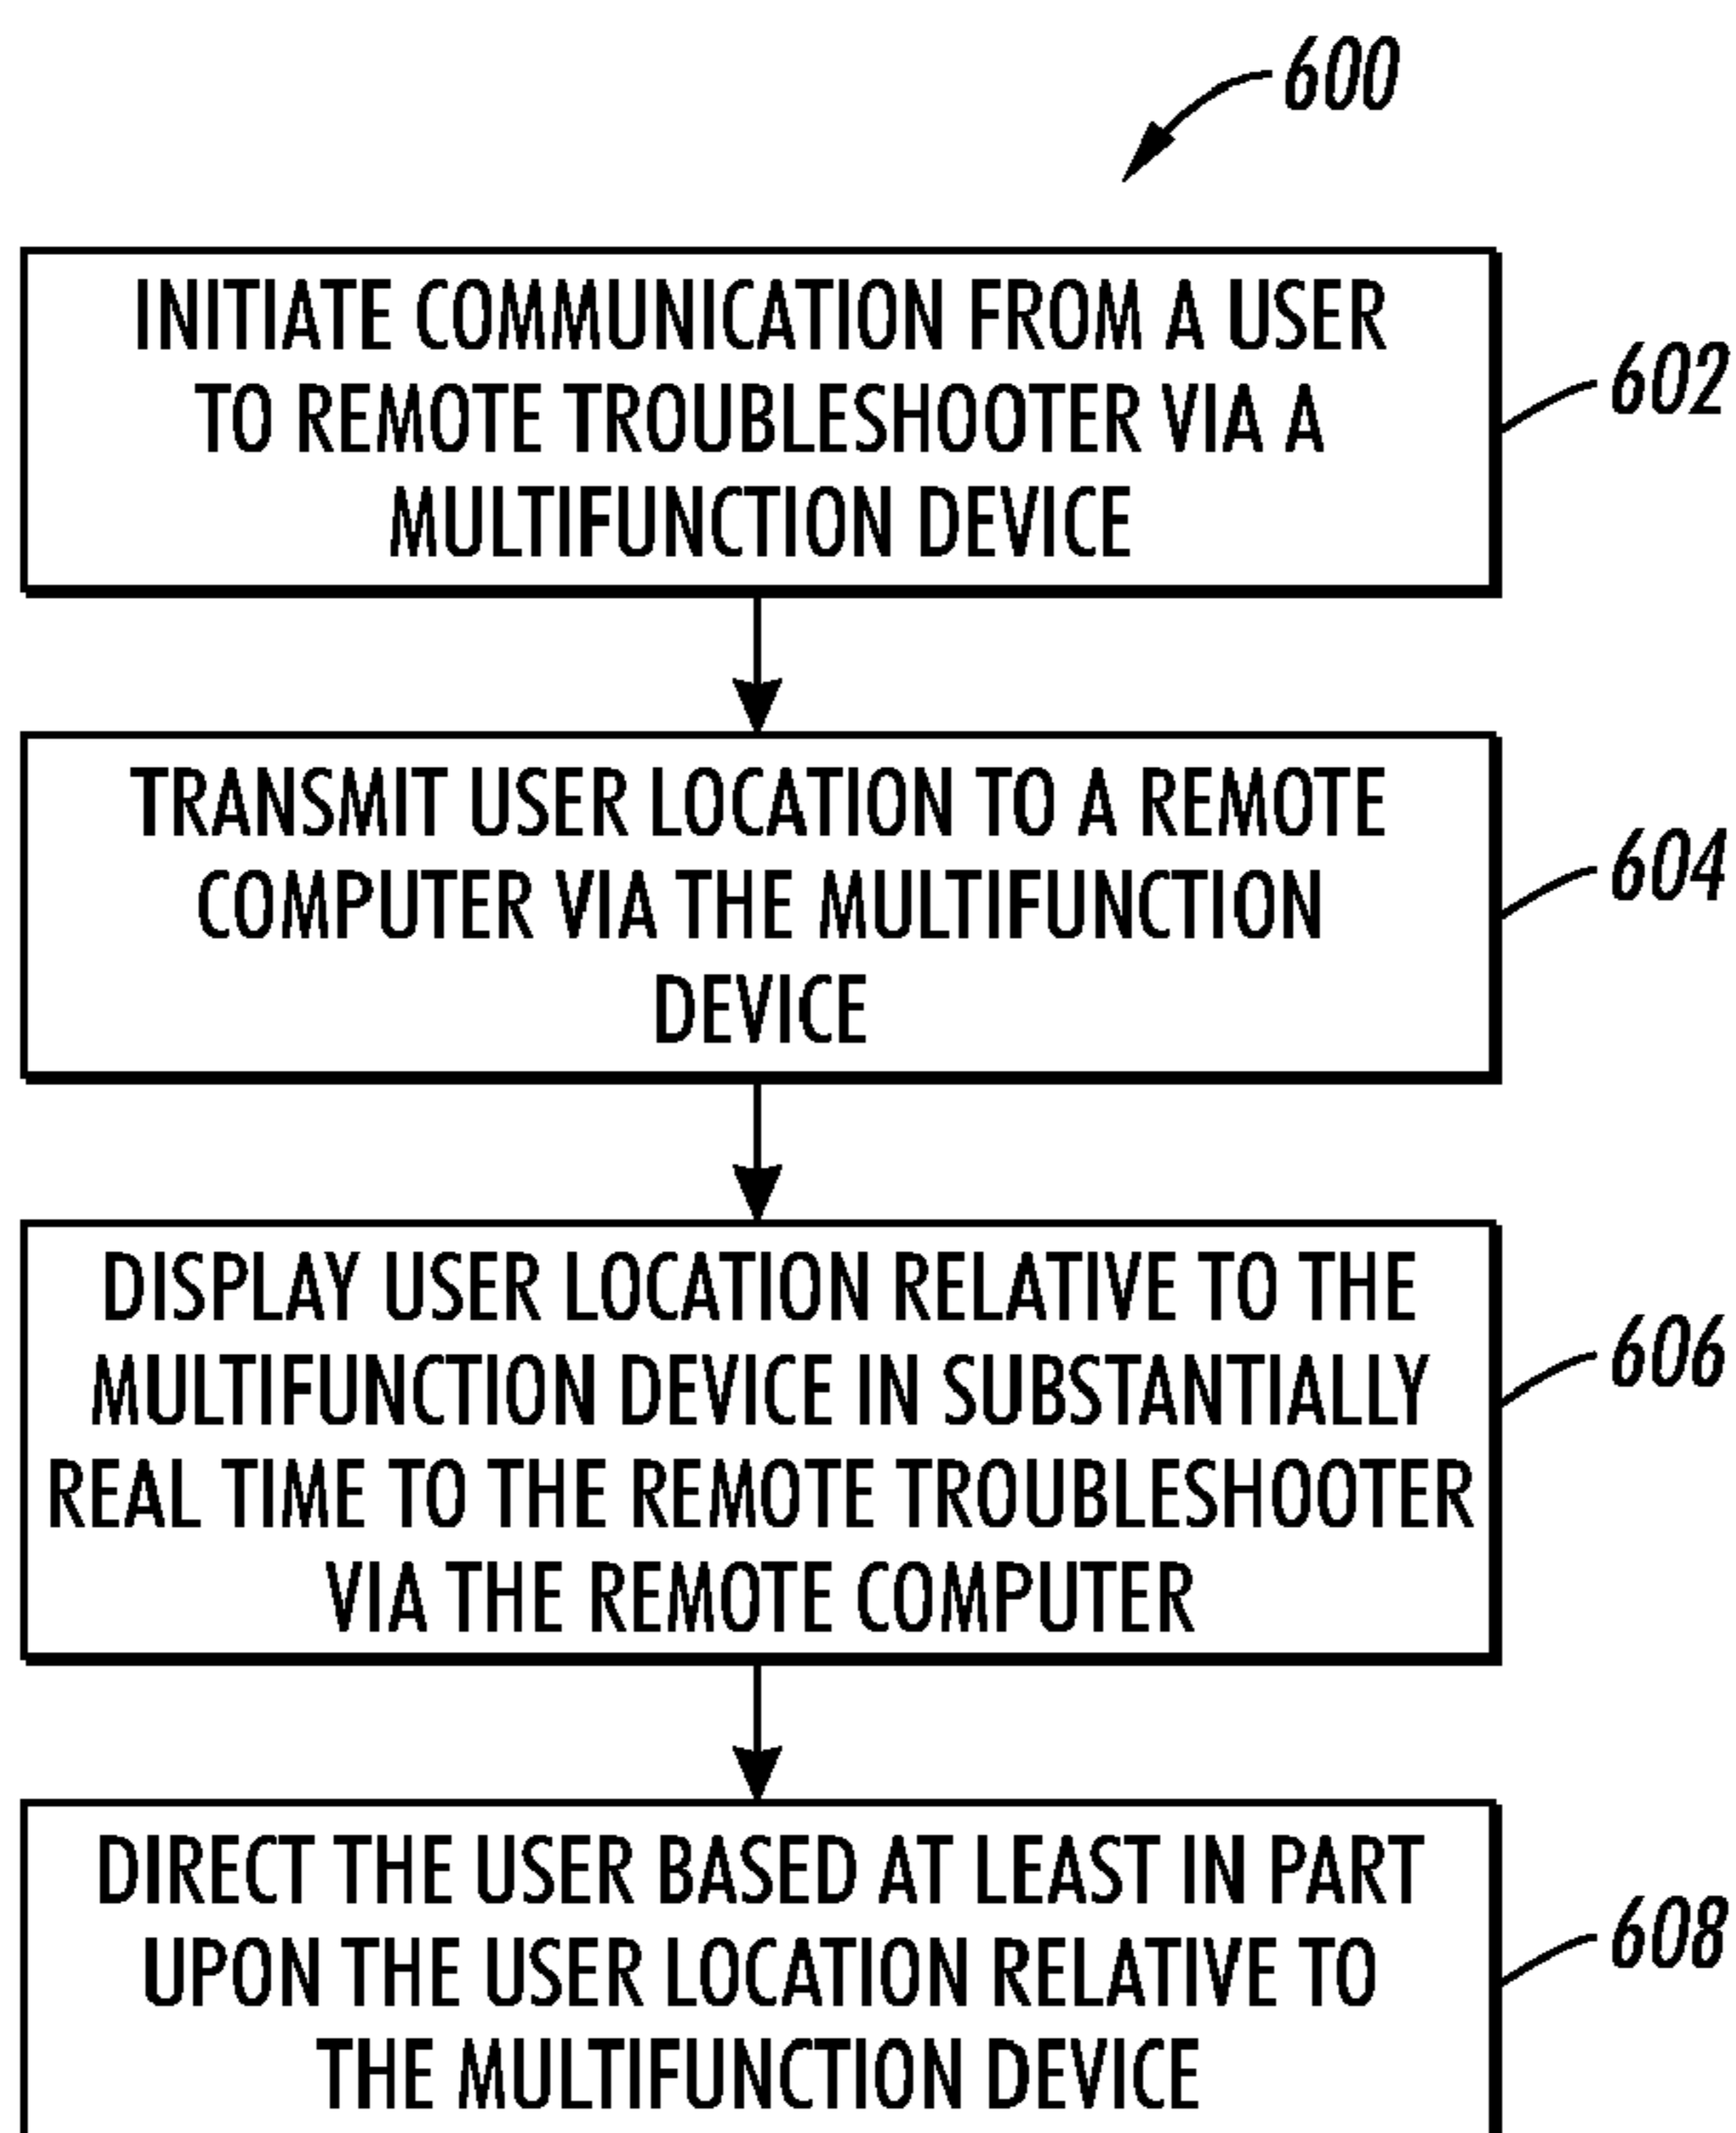 600
INITIATE COMMUNICATION FROM A USER
TO REMOTE TROUBLESHOOTER VIA A
MULTIFUNCTION DEVICE
602
TRANSMIT USER LOCATION TO A REMOTE
COMPUTER VIA THE MULTIFUNCTION
DEVICE
604
DISPLAY USER LOCATION RELATIVE TO THE
MULTIFUNCTION DEVICE IN SUBSTANTIALLY
REAL TIME TO THE REMOTE TROUBLESHOOTER
VIA THE REMOTE COMPUTER
606
DIRECT THE USER BASED AT LEAST IN PART
UPON THE USER LOCATION RELATIVE TO
THE MULTIFUNCTION DEVICE
608